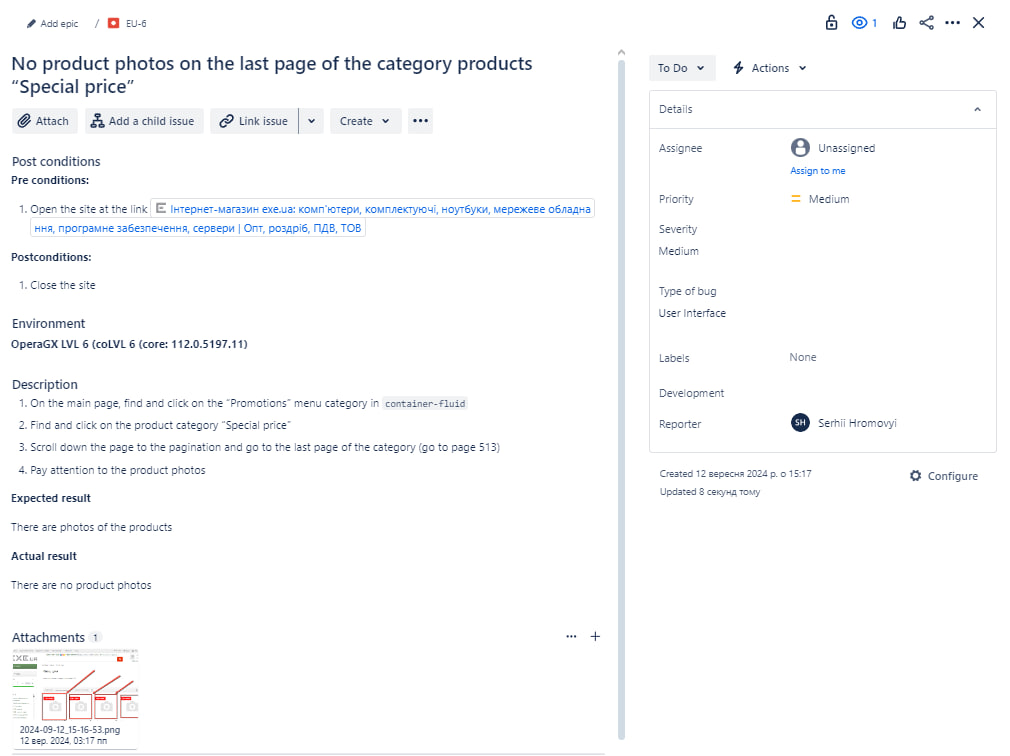 Add epic / EU-6
1
No product photos on the last page of the category products
“Special price”
Attach Add a child issue Link issue Create
Post conditions
Pre conditions:
1. Open the site at the link Інтернет-магазин exe.ua: комп'ютери, комплектуючі, ноутбуки, мережеве обладна
ння, програмне забезпечення, сервери | Опт, роздріб, ПДВ, ТОВ
Postconditions:
1. Close the site
Environment
OperaGX LVL 6 (coLVL 6 (core: 112.0.5197.11)
Description
1. On the main page, find and click on the “Promotions” menu category in container-fluid
2. Find and click on the product category “Special price”
3. Scroll down the page to the pagination and go to the last page of the category (go to page 513)
4. Pay attention to the product photos
Expected result
There are photos of the products
Actual result
There are no product photos
Attachments 1
2024-09-12_15-16-53.png
12 вер. 2024, 03:17 пп
To Do Actions
Details
Assignee Unassigned
Assign to me
Priority Medium
Severity
Medium
Type of bug
User Interface
Labels None
Development
Reporter SH Serhii Hromovyi
Created 12 вересня 2024 р. о 15:17
Updated 8 секунд тому
Configure